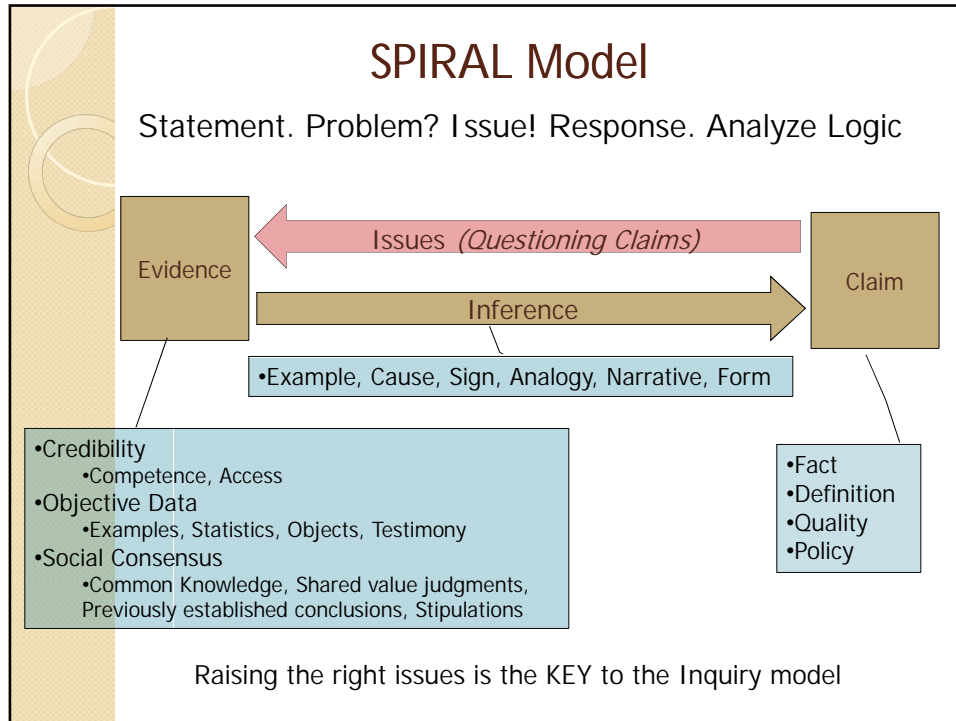 SPIRAL Model
Statement. Problem? Issue! Response. Analyze Logic
Issues (Questioning Claims)
Evidence
Claim
Inference
•Example, Cause, Sign, Analogy, Narrative, Form
•Credibility
•Competence, Access
•Objective Data
•Examples, Statistics, Objects, Testimony
•Social Consensus
•Common Knowledge, Shared value judgments,
Previously established conclusions, Stipulations
•Fact
•Definition
•Quality
•Policy
Raising the right issues is the KEY to the Inquiry model